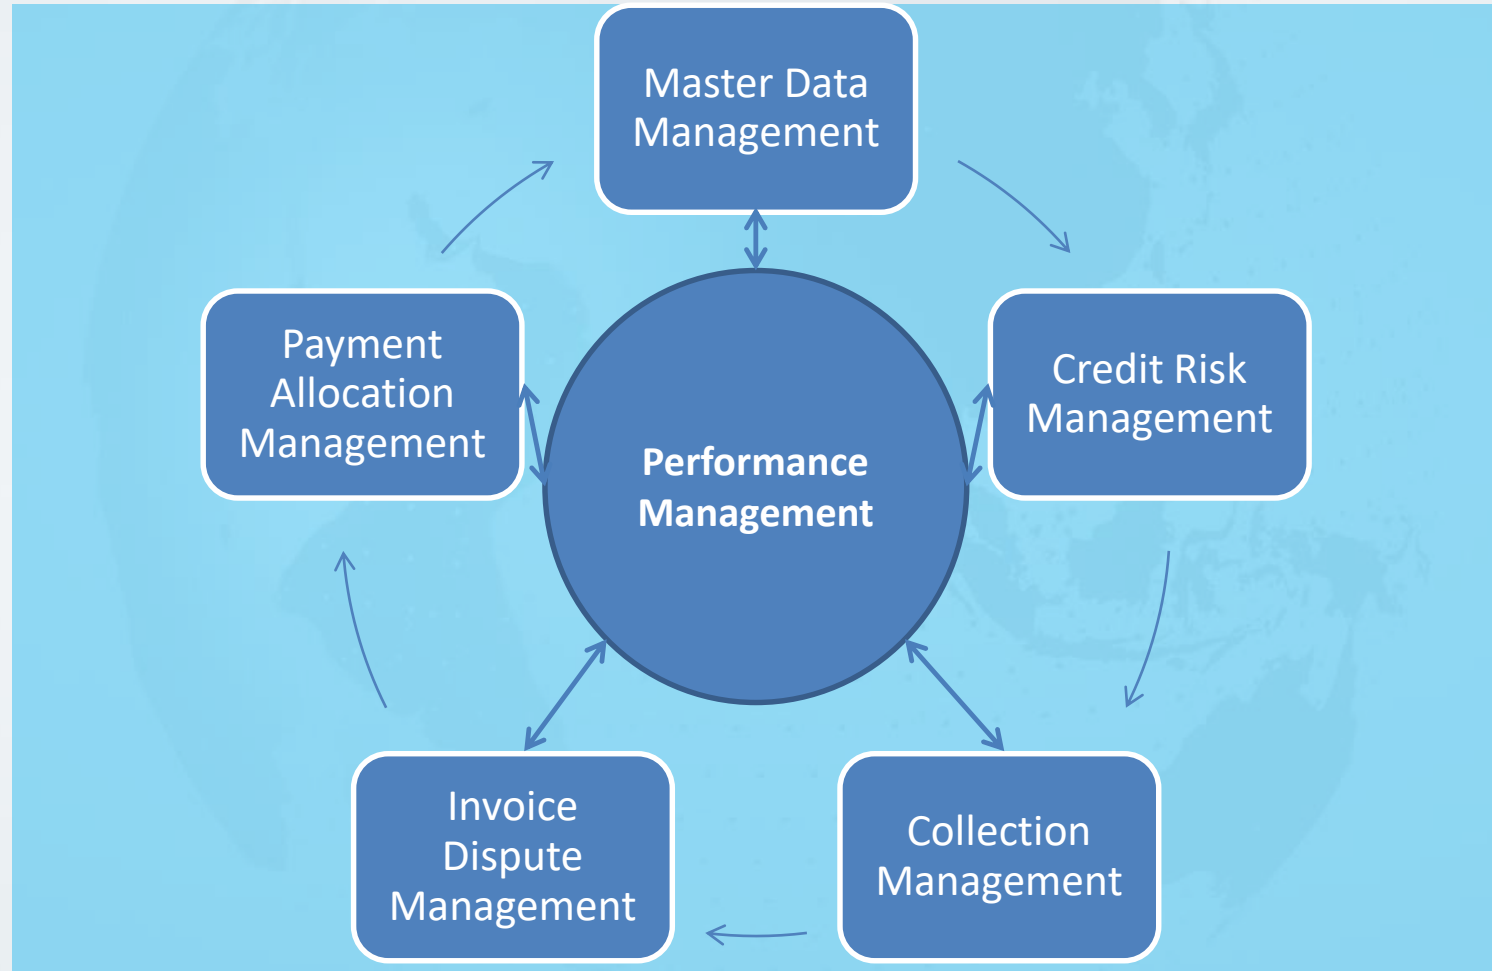 Master Data
Management
Payment
Allocation
Management
Credit Risk
Management
Performance
Management
Invoice
Dispute
Management
Collection
Management